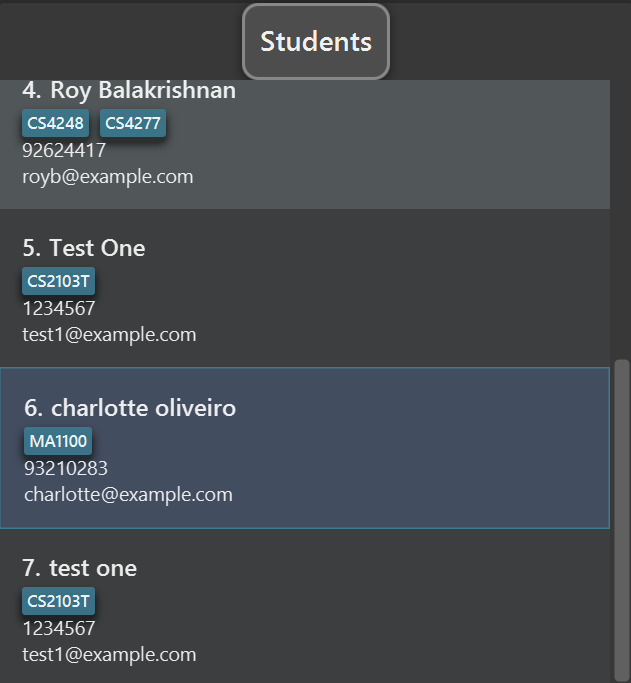 Students
4. Roy Balakrishnan
CS4248 CS4277
92624417
royb@example.com
5. Test One
CS2103T
1234567
test1@example.com
6. charlotte oliveiro
MA1100
93210283
charlotte@example.com
7. test one
CS2103T
1234567
test1@example.com